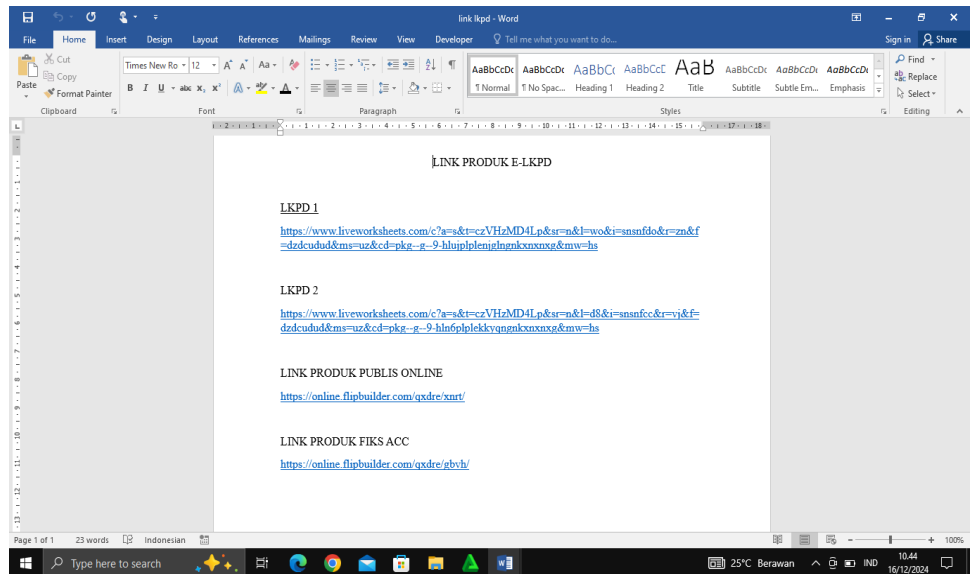 link lkpd - Word
File Home Insert Design Layout References Mailings Review View Developer Tell me what you want to do... Sign in Share
Cut
Copy
Format Painter
Paste
Clipboard
Times New Ro 12
Font
Paragraph
AaBbCcDc AaBbCcDc AaBbCc AaBbCcE AaB AaBbCcDc AaBbCcDc AaBbCcDc
¶ Normal ¶ No Spac... Heading 1 Heading 2 Title Subtitle Subtle Em... Emphasis
Styles
Find
Replace
Select
Editing
LINK PRODUK E-LKPD
LKPD 1
https://www.liveworksheets.com/c?a=s&t=czVHzMD4Lp&sr=n&l=wo&i=snsnfdo&r=zn&f
=dzdcudud&ms=uz&cd=pkg--g--9-hlujplplenjglngnkxnxnxg&mw=hs
LKPD 2
https://www.liveworksheets.com/c?a=s&t=czVHzMD4Lp&sr=n&l=d8&i=snsnfcc&r=vj&f=
dzdcudud&ms=uz&cd=pkg--g--9-hln6plplekkyqngnkxnxnxg&mw=hs
LINK PRODUK PUBLIS ONLINE
https://online.flipbuilder.com/qxdre/xnrt/
LINK PRODUK FIKS ACC
https://online.flipbuilder.com/qxdre/gbvh/
Page 1 of 1 23 words Indonesian 100%
Type here to search 25°C Berawan IND 10.44
16/12/2024